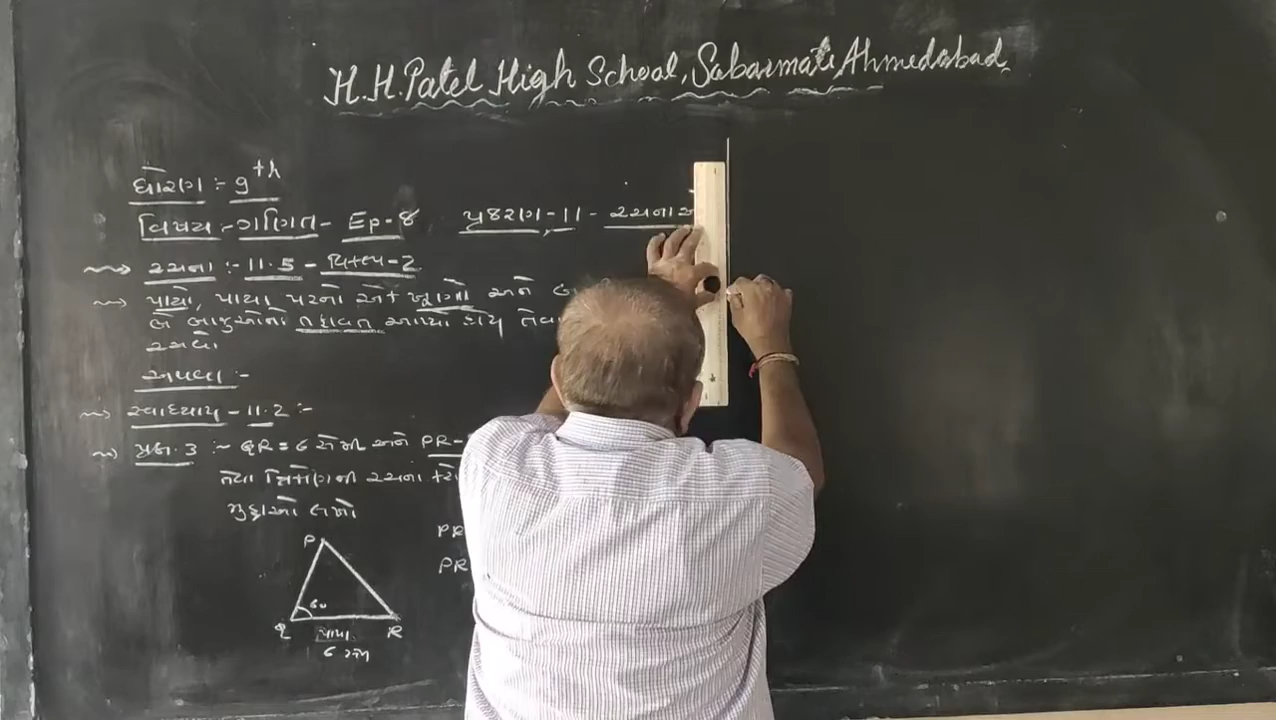 H.H.Patel High School, Sabarmati, Ahmedabad.
ધોરણ :- 9th
વિષય :- ગણિત - Ep-8 પ્રકરણ-11 - રચના
રચના :- 11.5 - વિકલ્પ-2
પાયો, પાયા પરનો એક ખૂણો અને
બે બાજુઓનો તફાવત આપ્યા હોય તેવા
રચવો
અથવા :-
સ્વાધ્યાય - 11.2 :-
પ્રશ્ન. 3 :- QR = 6 સેમી અને PR-
તેવા ત્રિકોણની રચના
મુદ્દાઓ લખો
P
PR
PR
60
Q R
પાયો
6 સેમી